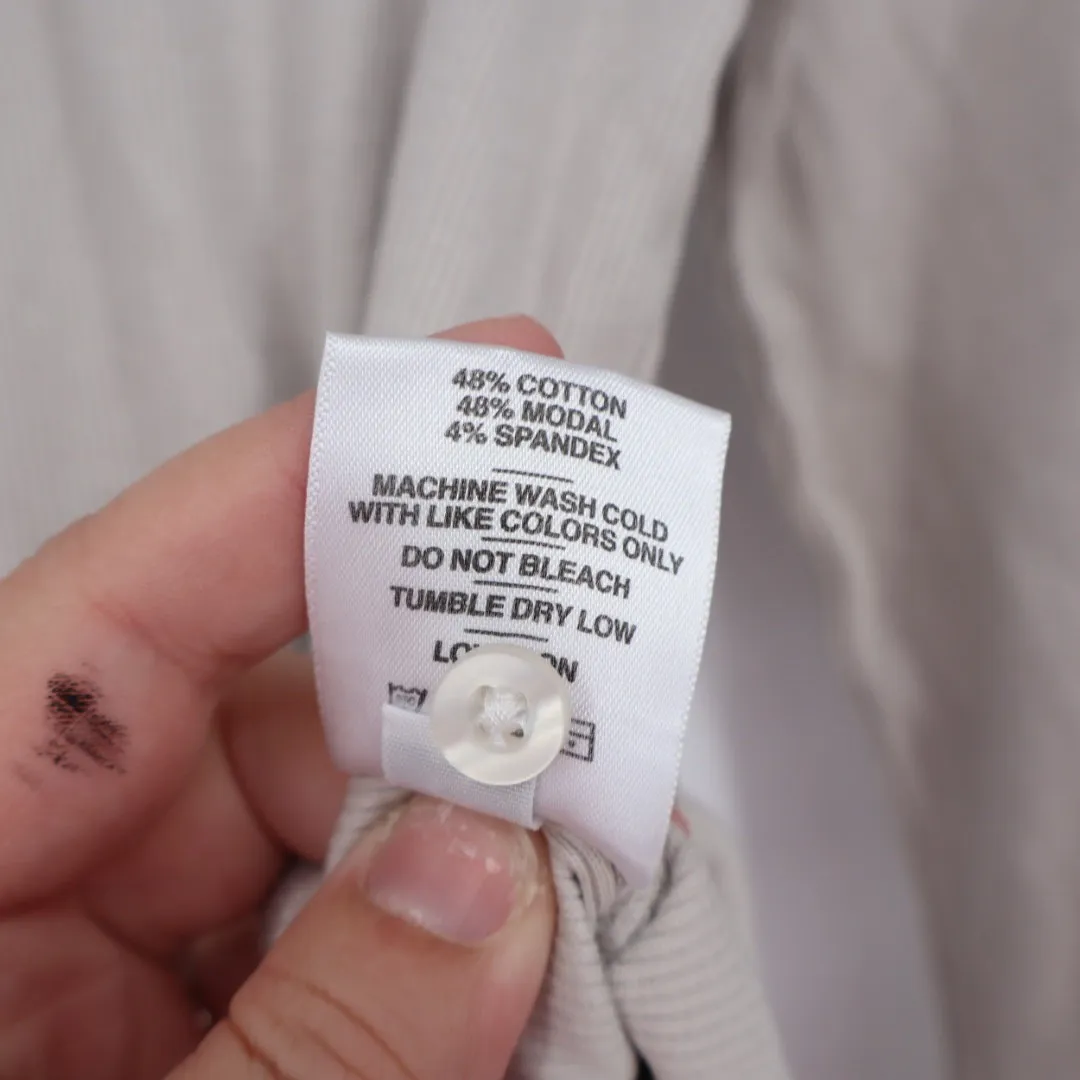 48% COTTON
48% MODAL
4% SPANDEX
MACHINE WASH COLD
WITH LIKE COLORS ONLY
DO NOT BLEACH
TUMBLE DRY LOW